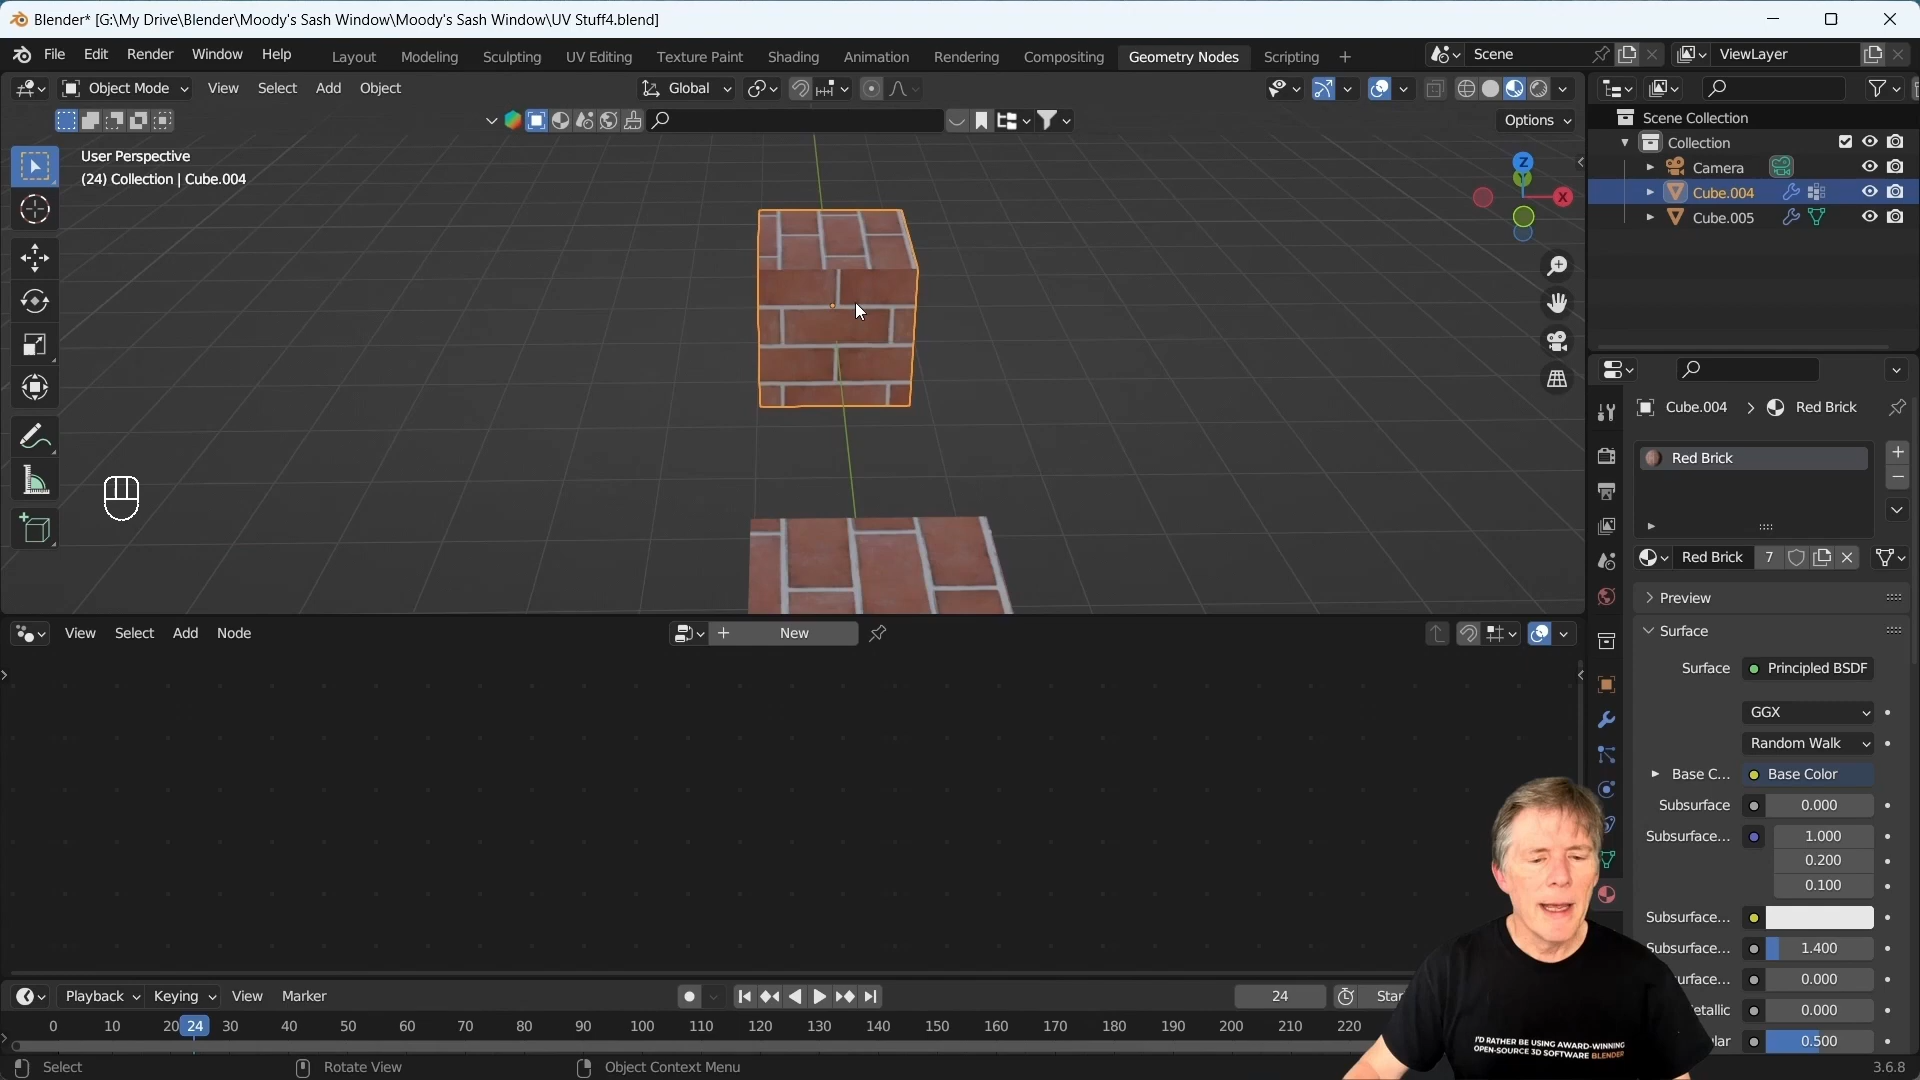 Blender* [G:\My Drive\Blender\Moody's Sash Window\Moody's Sash Window\UV Stuff4.blend]
File Edit Render Window Help Layout Modeling Sculpting UV Editing Texture Paint Shading Animation Rendering Compositing Geometry Nodes Scripting + Scene ViewLayer
Object Mode View Select Add Object Global
Options
User Perspective
(24) Collection | Cube.004
Z
Y
X
Scene Collection
Collection
Camera
Cube.004
Cube.005
Cube.004 > Red Brick
Red Brick
Red Brick 7
Preview
Surface
Surface Principled BSDF
GGX
Random Walk
Base C... Base Color
Subsurface 0.000
Subsurface... 1.000
0.200
0.100
Subsurface...
Subsurface... 1.400
urface... 0.000
etallic 0.000
lar 0.500
View Select Add Node + New
Playback Keying View Marker 24 Star
0 10 20 24 30 40 50 60 70 80 90 100 110 120 130 140 150 160 170 180 190 200 210 220
Select Rotate View Object Context Menu 3.6.8
I'D RATHER BE USING AWARD-WINNING
OPEN-SOURCE 3D SOFTWARE BLENDER